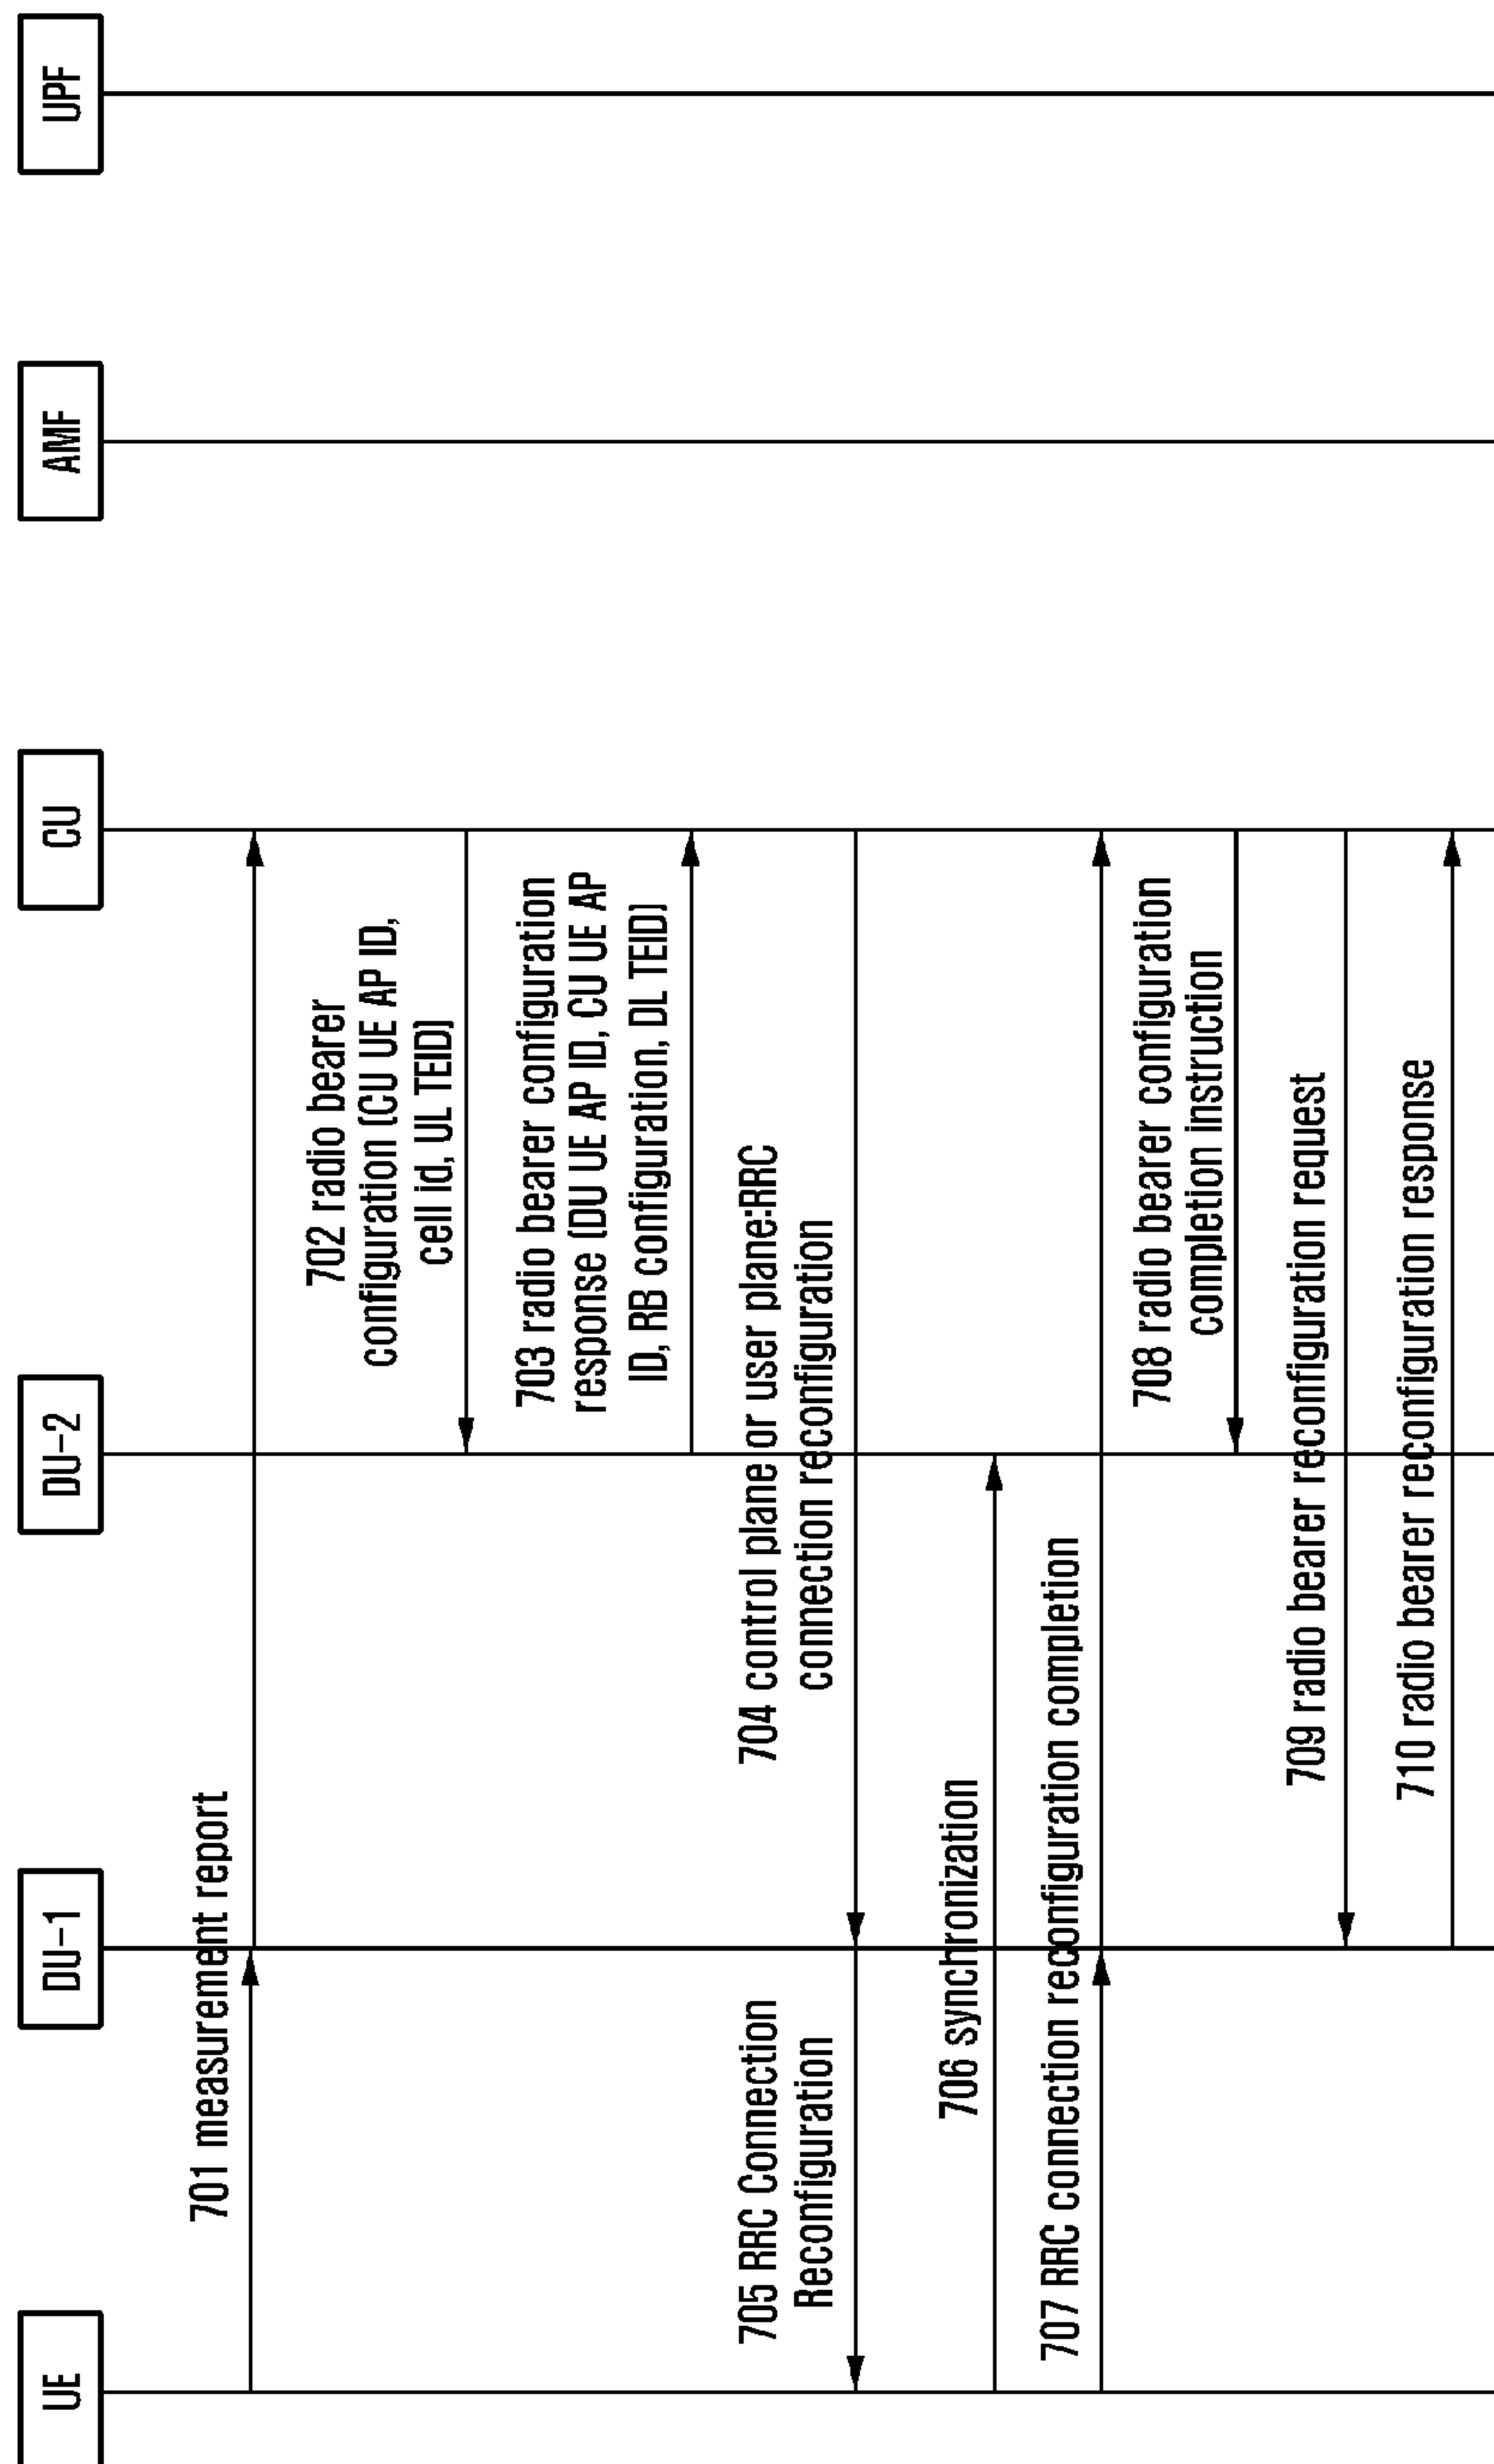 UE
DU-1
DU-2
CU
AMF
UPF
701 measurement report
702 radio bearer
configuration (CU UE AP ID,
cell id, UL TEID)
703 radio bearer configuration
response (DU UE AP ID, CU UE AP
ID, RB configuration, DL TEID)
704 control plane or user plane:RRC
connection reconfiguration
705 RRC Connection
Reconfiguration
706 synchronization
707 RRC connection reconfiguration completion
708 radio bearer configuration
completion instruction
709 radio bearer reconfiguration request
710 radio bearer reconfiguration response